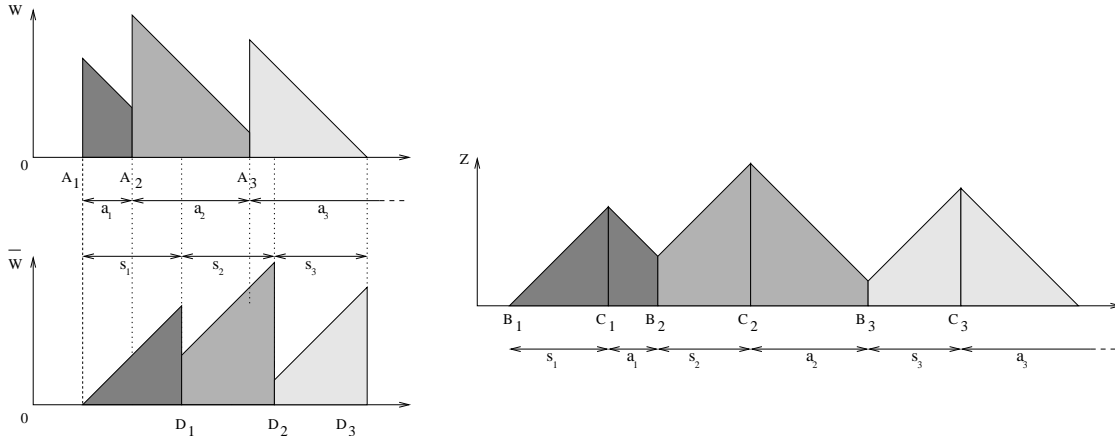 W
0
A1 A2 A3
a1 a2 a3
s1 s2 s3
W̅
0
D1 D2 D3
Z
B1 C1 B2 C2 B3 C3
s1 a1 s2 a2 s3 a3